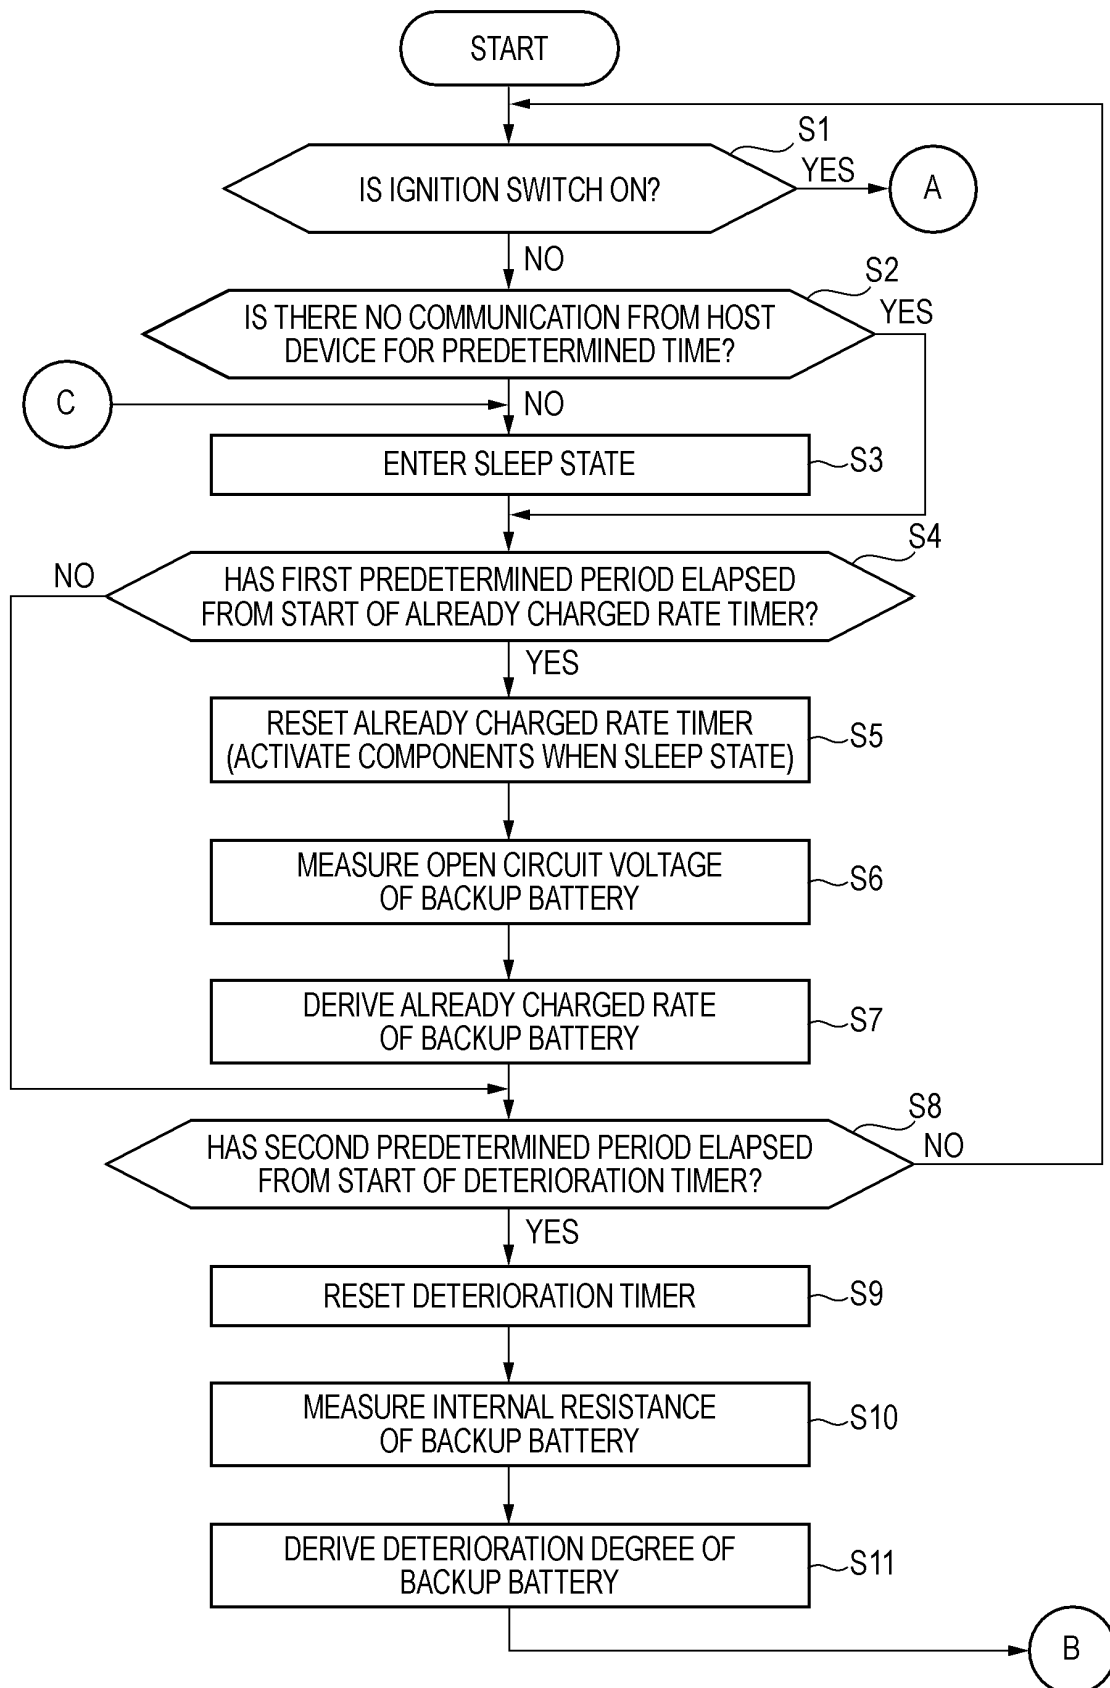 START
S1
IS IGNITION SWITCH ON?
YES
A
NO
S2
IS THERE NO COMMUNICATION FROM HOST
DEVICE FOR PREDETERMINED TIME?
YES
C
NO
ENTER SLEEP STATE
S3
S4
NO
HAS FIRST PREDETERMINED PERIOD ELAPSED
FROM START OF ALREADY CHARGED RATE TIMER?
YES
RESET ALREADY CHARGED RATE TIMER
(ACTIVATE COMPONENTS WHEN SLEEP STATE)
S5
MEASURE OPEN CIRCUIT VOLTAGE
OF BACKUP BATTERY
S6
DERIVE ALREADY CHARGED RATE
OF BACKUP BATTERY
S7
S8
HAS SECOND PREDETERMINED PERIOD ELAPSED
FROM START OF DETERIORATION TIMER?
NO
YES
RESET DETERIORATION TIMER
S9
MEASURE INTERNAL RESISTANCE
OF BACKUP BATTERY
S10
DERIVE DETERIORATION DEGREE OF
BACKUP BATTERY
S11
B